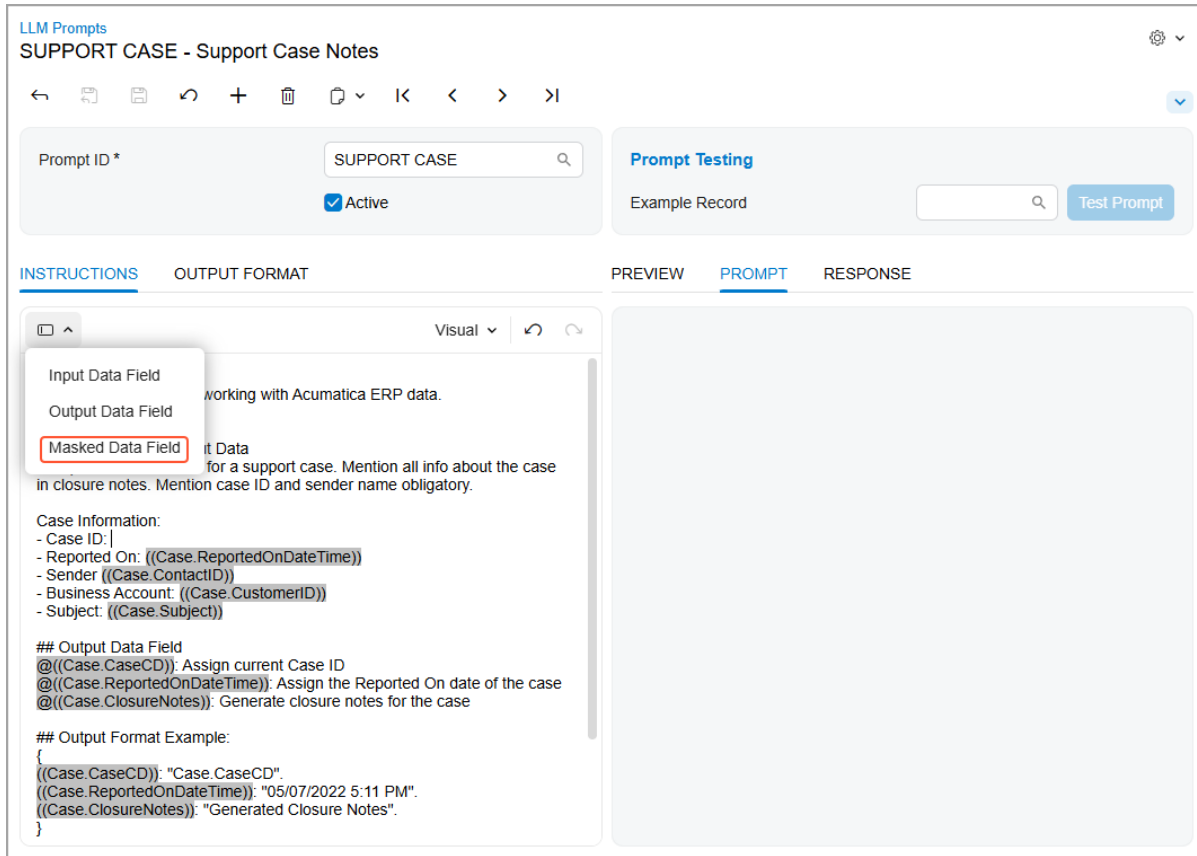 LLM Prompts
SUPPORT CASE - Support Case Notes
Prompt ID *
SUPPORT CASE
Active
Prompt Testing
Example Record
Test Prompt
INSTRUCTIONS OUTPUT FORMAT
PREVIEW PROMPT RESPONSE
Visual
Input Data Field
Output Data Field
Masked Data Field
working with Acumatica ERP data.
Data
for a support case. Mention all info about the case
in closure notes. Mention case ID and sender name obligatory.
Case Information:
- Case ID:
- Reported On: ((Case.ReportedOnDateTime))
- Sender ((Case.ContactID))
- Business Account: ((Case.CustomerID))
- Subject: ((Case.Subject))
## Output Data Field
@((Case.CaseCD)): Assign current Case ID
@((Case.ReportedOnDateTime)): Assign the Reported On date of the case
@((Case.ClosureNotes)): Generate closure notes for the case
## Output Format Example:
{
((Case.CaseCD)): "Case.CaseCD".
((Case.ReportedOnDateTime)): "05/07/2022 5:11 PM".
((Case.ClosureNotes)): "Generated Closure Notes".
}